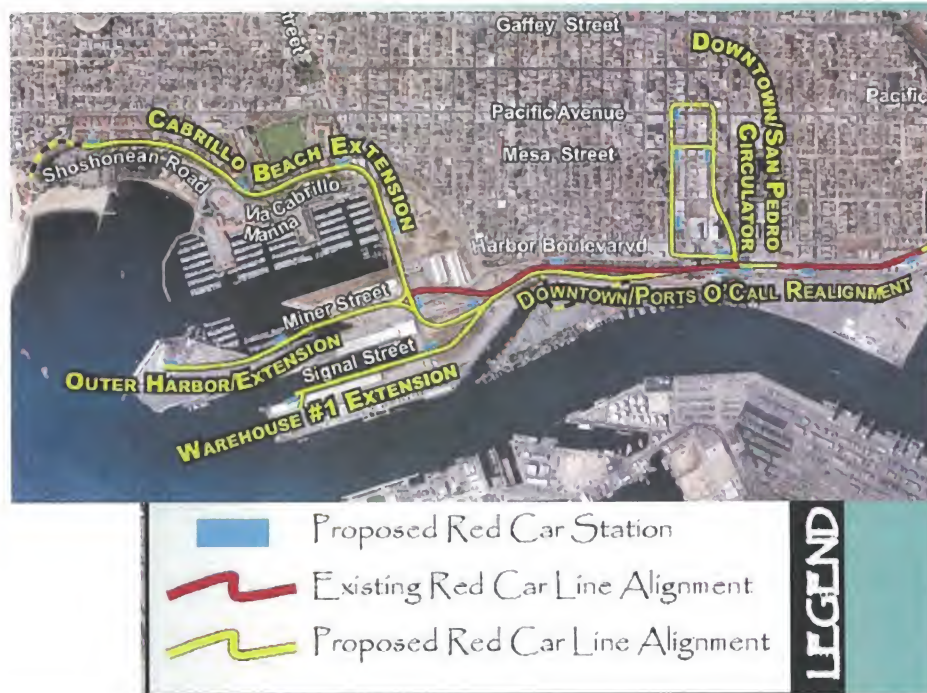 Gaffey Street
Street
DOWNTOWN/SAN PEDRO
CIRCULATOR
Pacific Avenue
Pacific
CABRILLO
BEACH EXTENSION
Mesa Street
Shoshonean Road
Via Cabrillo
Marina
Harbor Boulevarvd
DOWNTOWN/PORTS O'CALL REALIGNMENT
Miner Street
OUTER HARBOR/EXTENSION
Signal Street
WAREHOUSE #1 EXTENSION
Proposed Red Car Station
Existing Red Car Line Alignment
Proposed Red Car Line Alignment
LEGEND